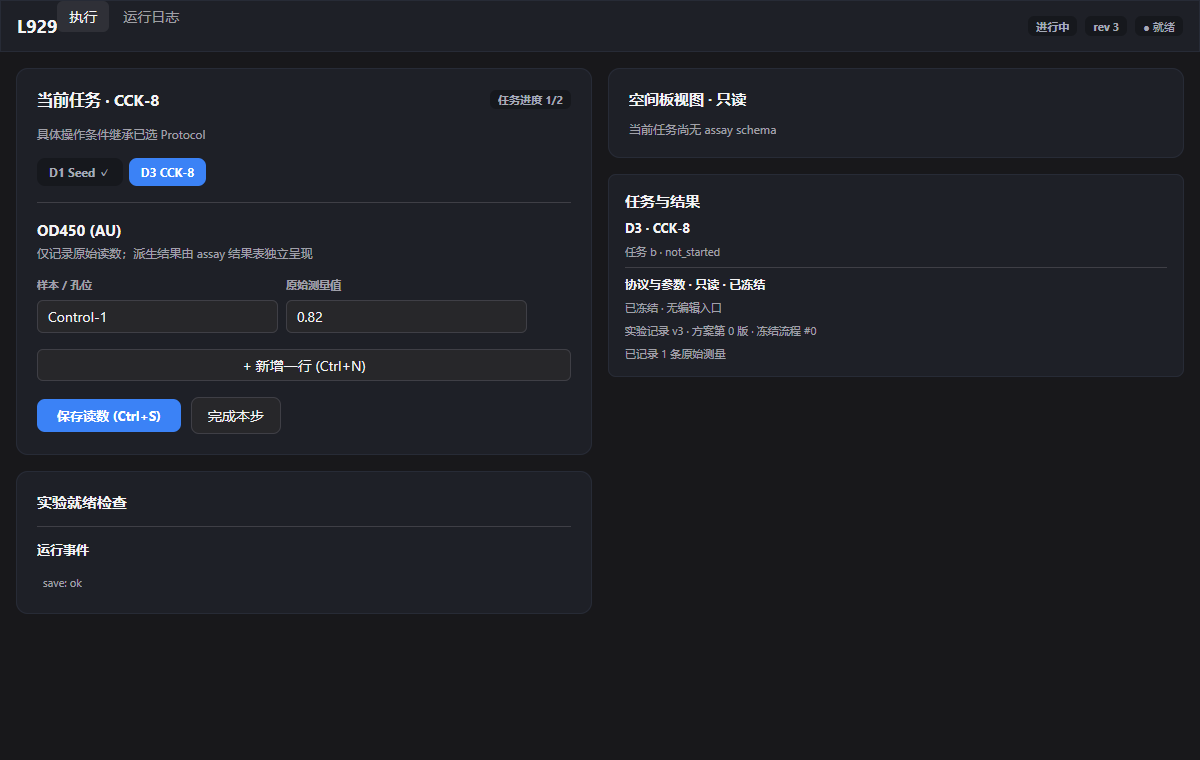 L929 执行 运行日志 进行中 rev 3 ● 就绪
当前任务 · CCK-8 任务进度 1/2
具体操作条件继承已选 Protocol
D1 Seed ✓ D3 CCK-8
OD450 (AU)
仅记录原始读数；派生结果由 assay 结果表独立呈现
样本 / 孔位 原始测量值
Control-1 0.82
+ 新增一行 (Ctrl+N)
保存读数 (Ctrl+S) 完成本步
实验就绪检查
运行事件
save: ok
空间板视图 · 只读
当前任务尚无 assay schema
任务与结果
D3 · CCK-8
任务 b · not_started
协议与参数 · 只读 · 已冻结
已冻结 · 无编辑入口
实验记录 v3 · 方案第 0 版 · 冻结流程 #0
已记录 1 条原始测量